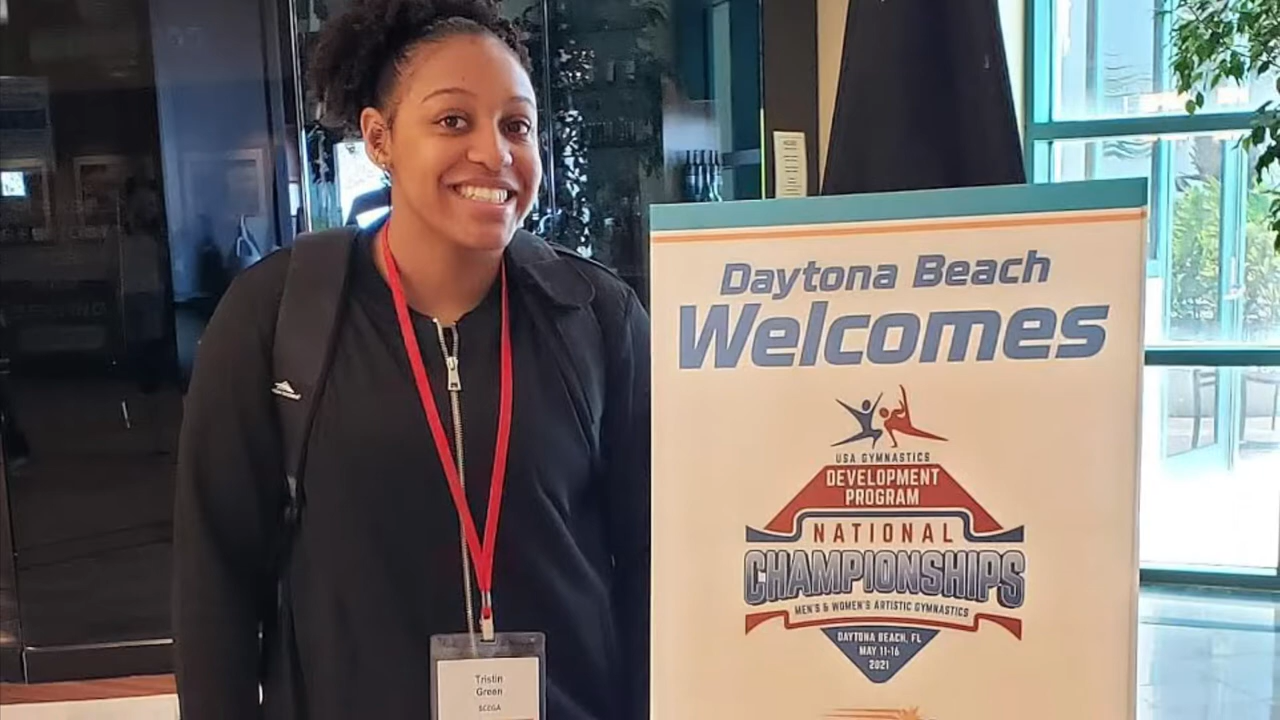 Daytona Beach
Welcomes
USA GYMNASTICS
DEVELOPMENT
PROGRAM
NATIONAL
CHAMPIONSHIPS
MEN'S & WOMEN'S ARTISTIC GYMNASTICS
DAYTONA BEACH, FL
MAY 11-16
2021
Tristin
Green
SCEGA